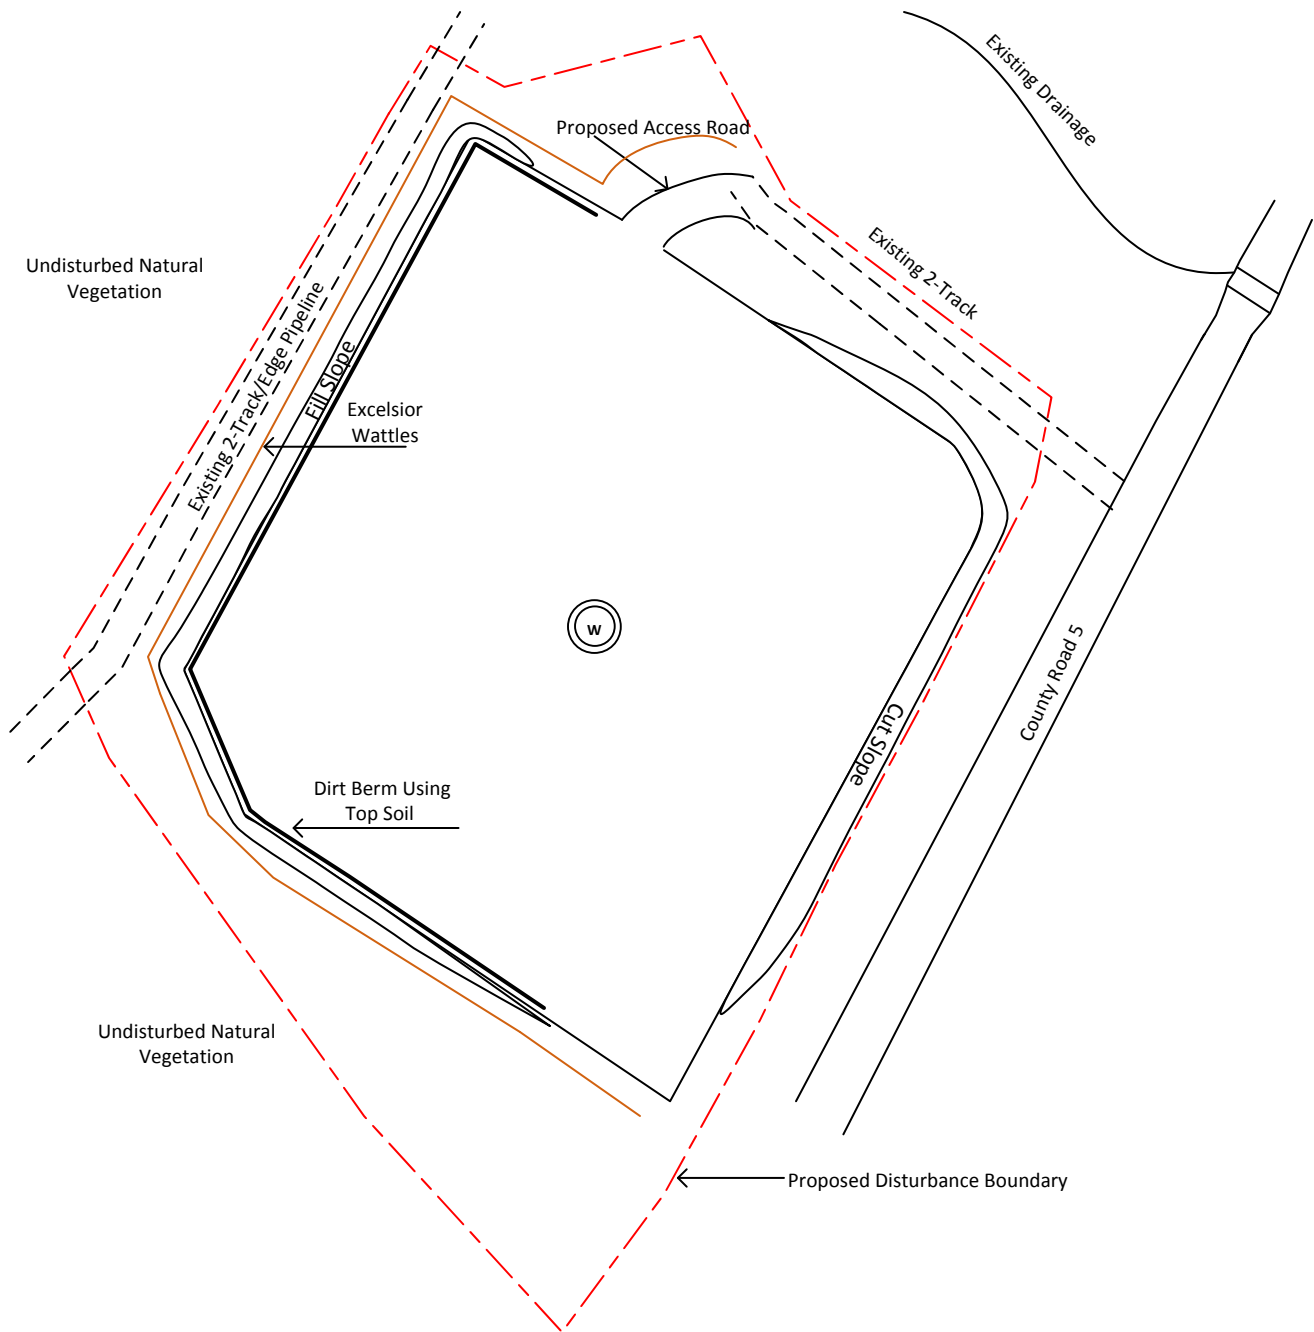 Existing Drainage
Proposed Access Road
Existing 2-Track
Undisturbed Natural
Vegetation
Existing 2-Track/Edge Pipeline
Fill Slope
Excelsior
Wattles
W
County Road 5
Cut Slope
Dirt Berm Using
Top Soil
Undisturbed Natural
Vegetation
Proposed Disturbance Boundary